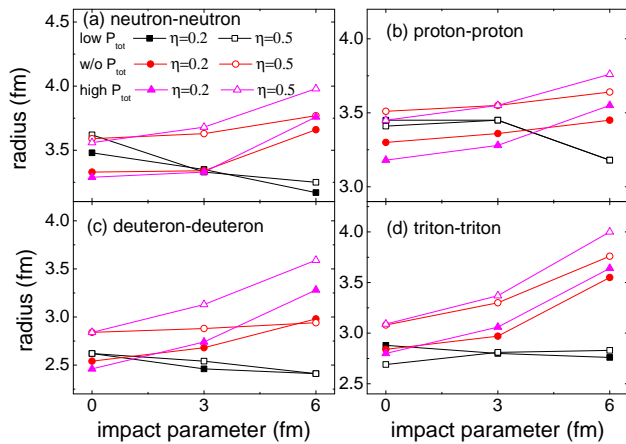 (a) neutron-neutron
low P_tot η=0.2 η=0.5
w/o P_tot η=0.2 η=0.5
high P_tot η=0.2 η=0.5
4.5
4.0
3.5
radius (fm)
(b) proton-proton
4.0
3.5
3.0
(c) deuteron-deuteron
4.0
3.5
3.0
2.5
radius (fm)
0 3 6
impact parameter (fm)
(d) triton-triton
4.0
3.5
3.0
2.5
0 3 6
impact parameter (fm)